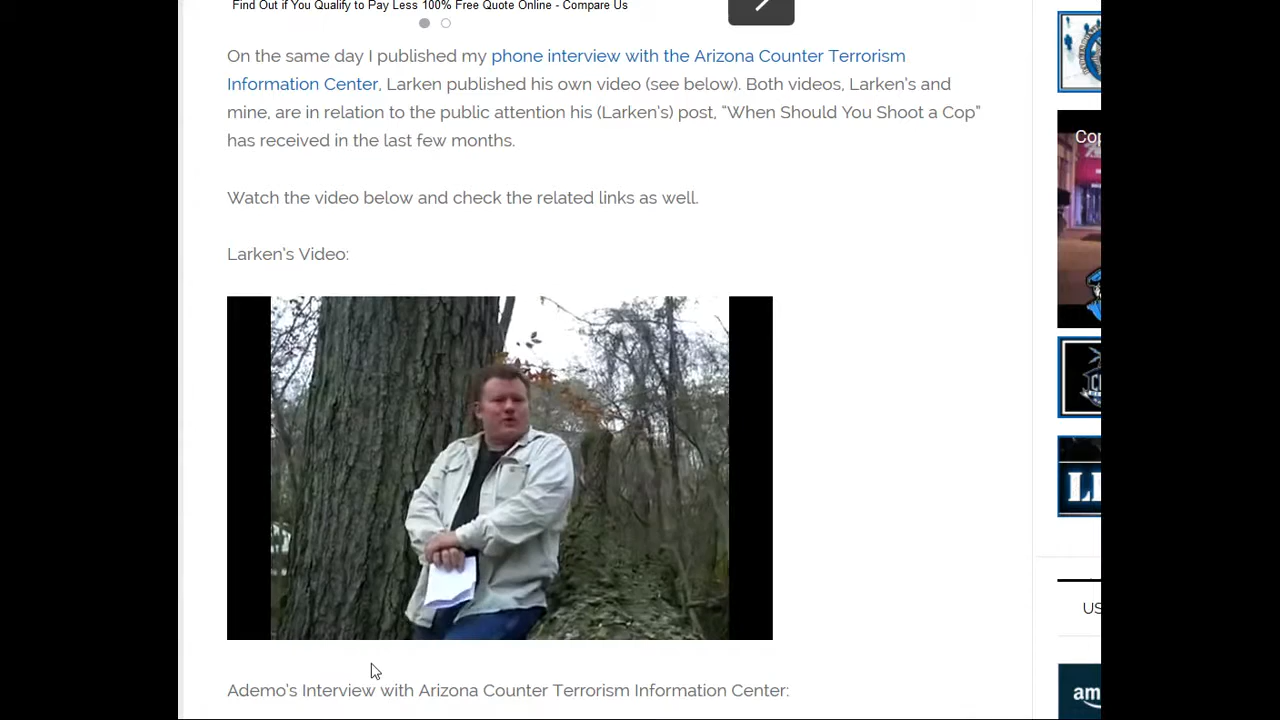 Find Out if You Qualify to Pay Less 100% Free Quote Online - Compare Us
On the same day I published my phone interview with the Arizona Counter Terrorism
Information Center, Larken published his own video (see below). Both videos, Larken’s and
mine, are in relation to the public attention his (Larken’s) post, “When Should You Shoot a Cop”
has received in the last few months.
Watch the video below and check the related links as well.
Larken’s Video:
Ademo’s Interview with Arizona Counter Terrorism Information Center:
Cop
US